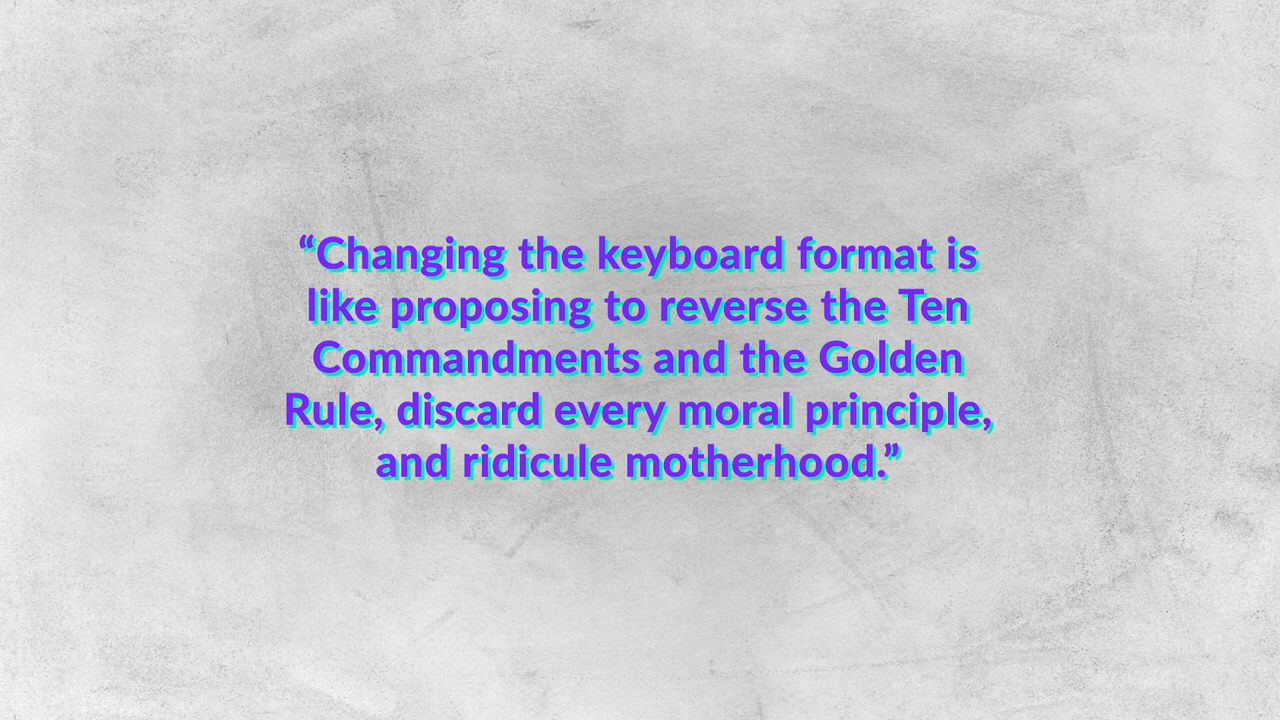 “Changing the keyboard format is
like proposing to reverse the Ten
Commandments and the Golden
Rule, discard every moral principle,
and ridicule motherhood.”